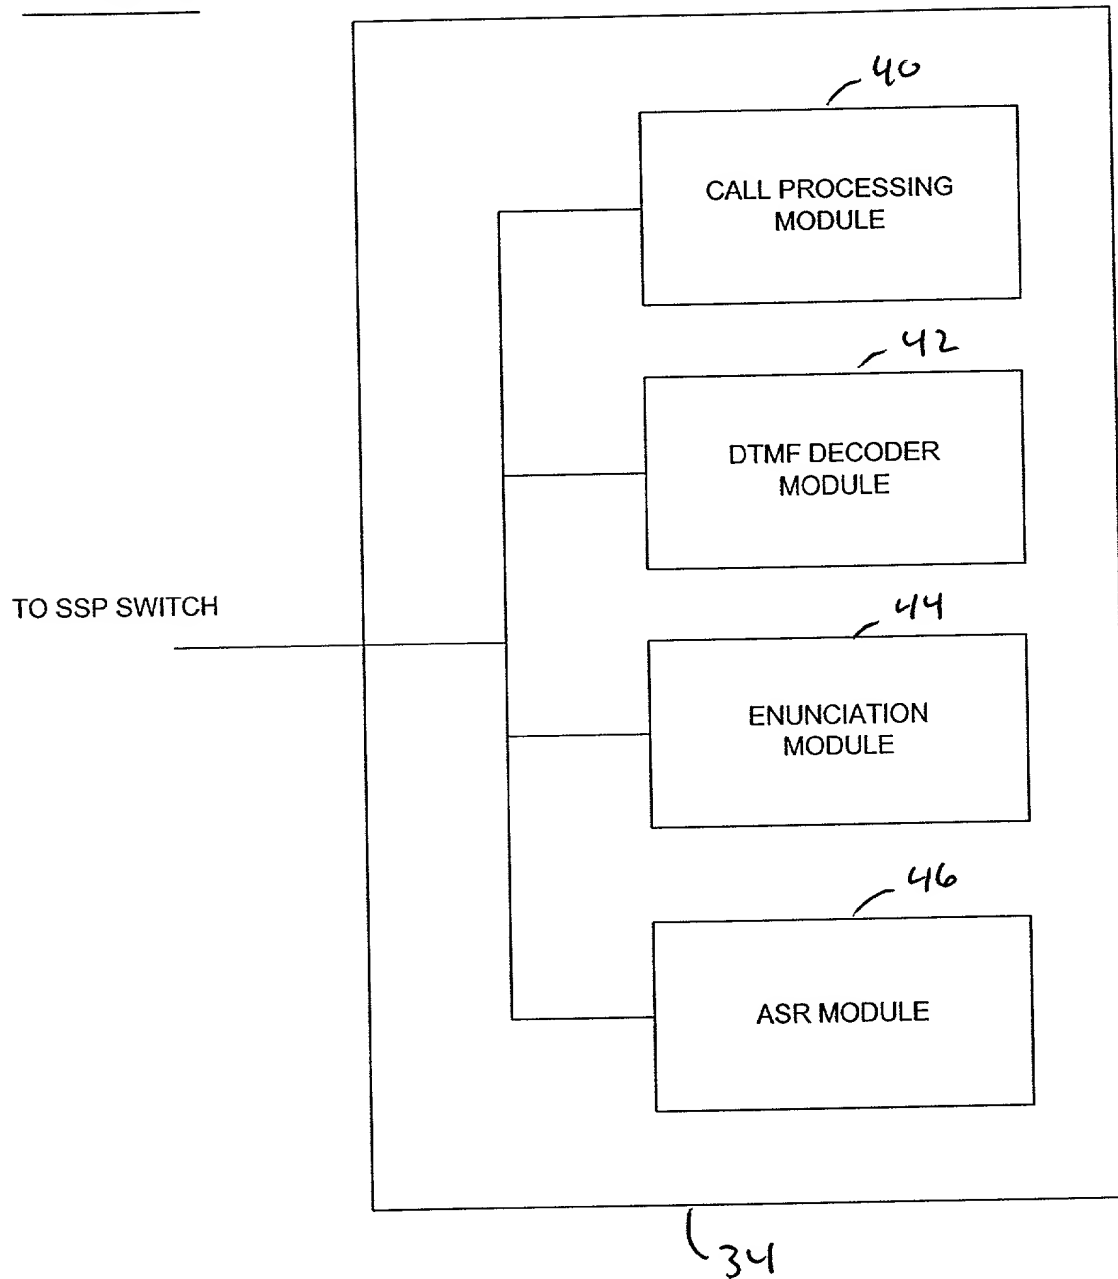 40
CALL PROCESSING
MODULE
42
DTMF DECODER
MODULE
TO SSP SWITCH
44
ENUNCIATION
MODULE
46
ASR MODULE
34